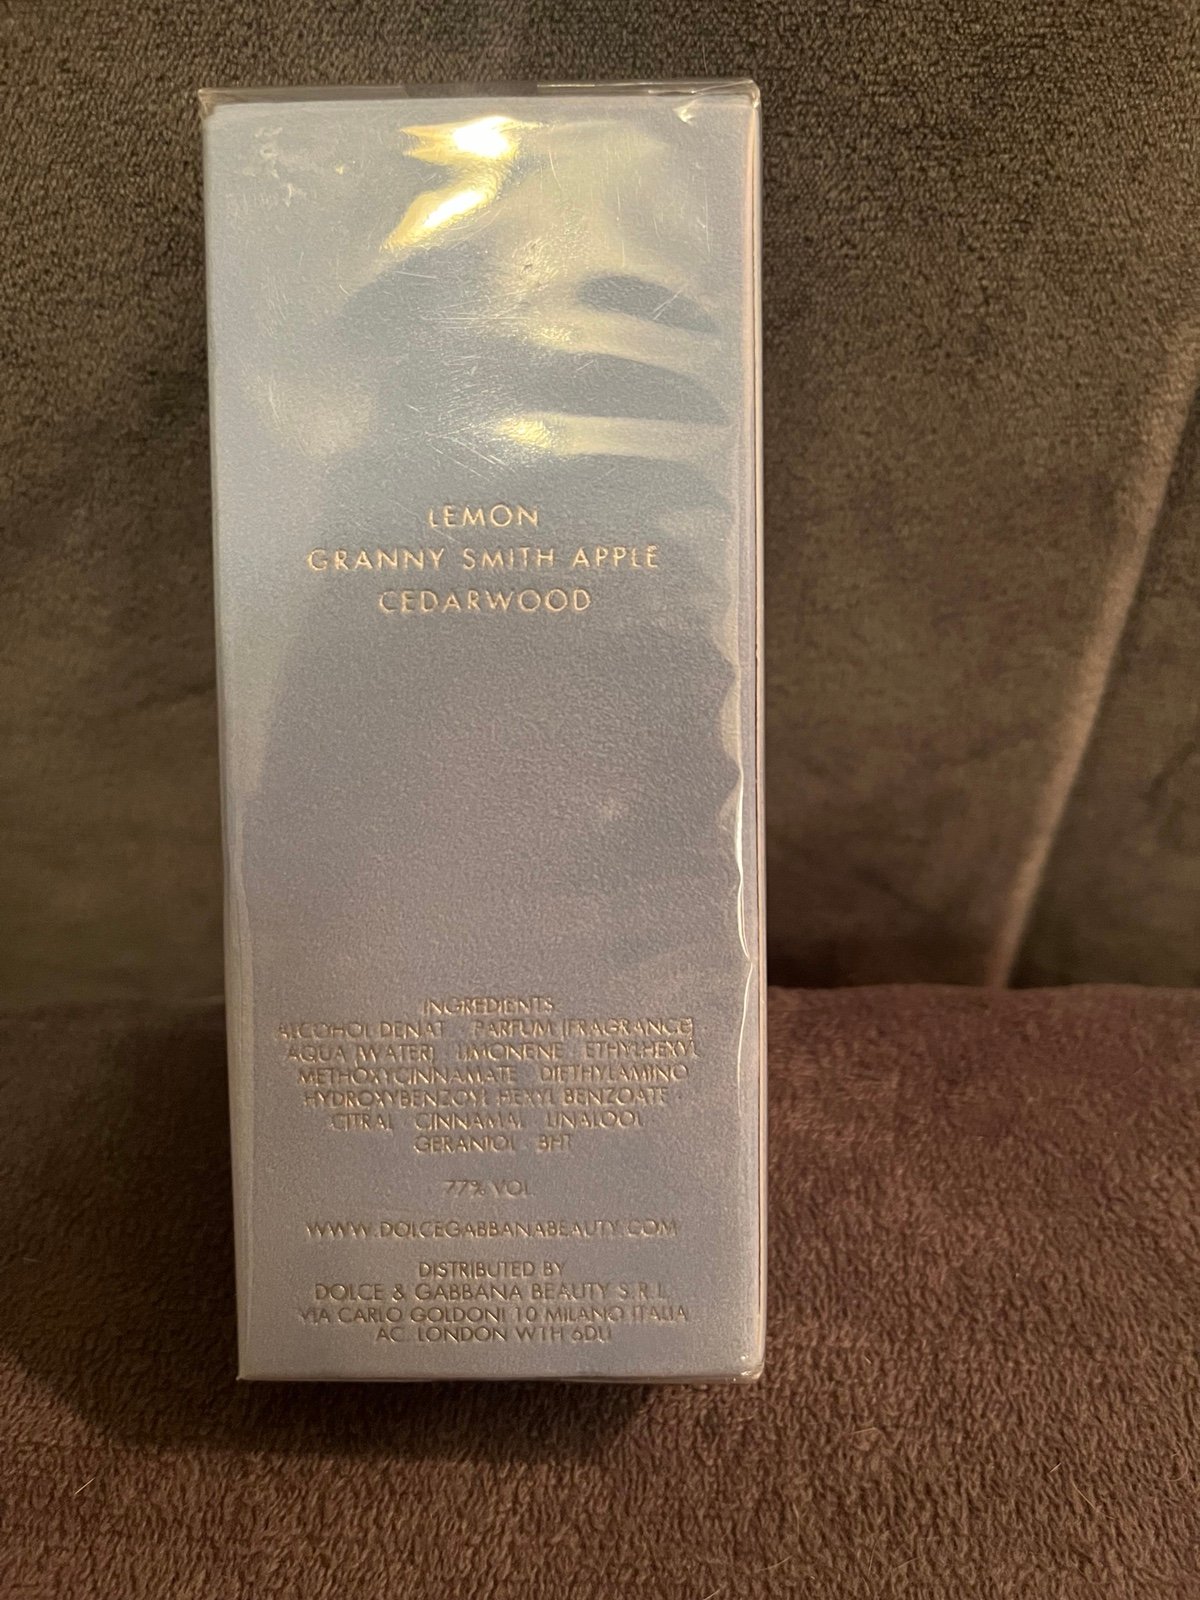 LEMON
GRANNY SMITH APPLE
CEDARWOOD
INGREDIENTS
ALCOHOL DENAT · PARFUM (FRAGRANCE)
AQUA (WATER) · LIMONENE · ETHYLHEXYL
METHOXYCINNAMATE · DIETHYLAMINO
HYDROXYBENZOYL HEXYL BENZOATE ·
CITRAL · CINNAMAL · LINALOOL
GERANIOL · BHT
77% VOL.
WWW.DOLCEGABBANABEAUTY.COM
DISTRIBUTED BY
DOLCE & GABBANA BEAUTY S.R.L.
VIA CARLO GOLDONI 10 MILANO ITALIA
AC. LONDON W1H 6DU